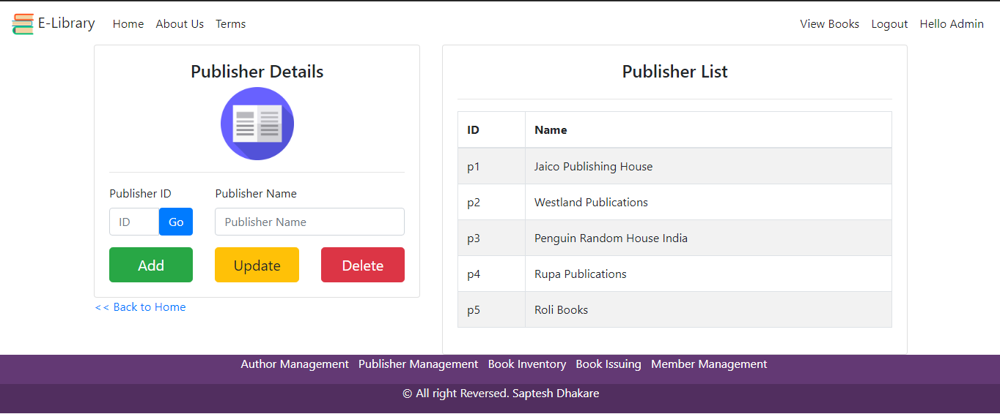 E-Library Home About Us Terms View Books Logout Hello Admin
Publisher Details
Publisher ID Publisher Name
ID Go Publisher Name
Add Update Delete
<< Back to Home
Publisher List
ID Name
p1 Jaico Publishing House
p2 Westland Publications
p3 Penguin Random House India
p4 Rupa Publications
p5 Roli Books
Author Management Publisher Management Book Inventory Book Issuing Member Management
© All right Reversed. Saptesh Dhakare